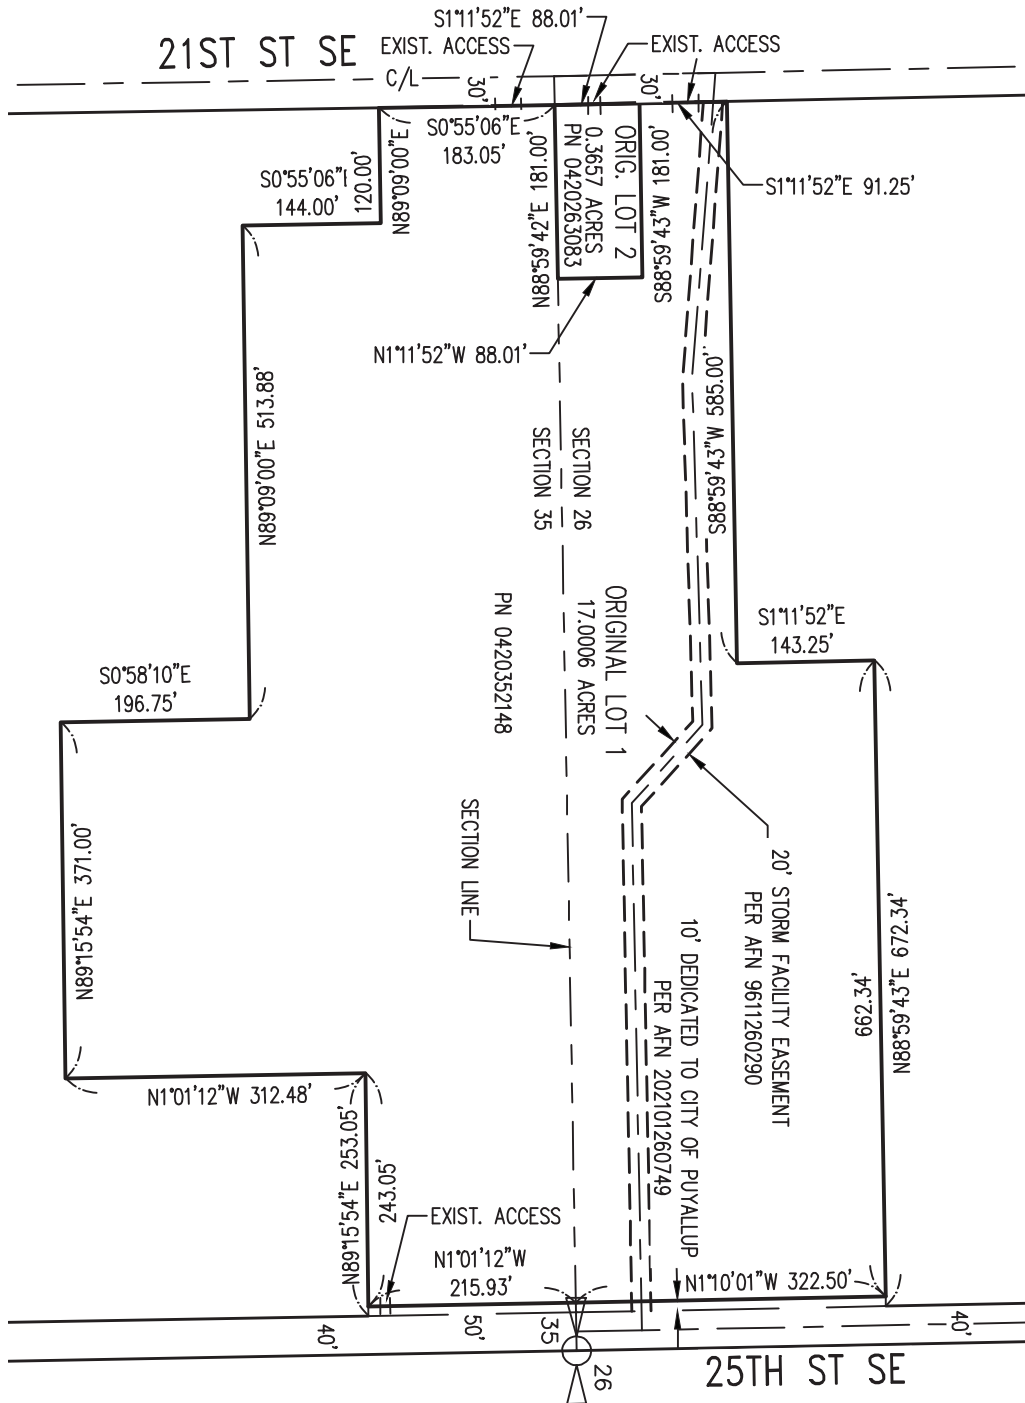 S1°11'52"E 88.01'
21ST ST SE
EXIST. ACCESS
EXIST. ACCESS
C/L
30'
30'
S0°55'06"E
183.05'
S1°11'52"E 91.25'
S0°55'06"E
144.00'
120.00'
N89°09'00"E
N88°59'42" E 181.00'
ORIG. LOT 2
0.3657 ACRES
PN 0420263083
S88°59'43" W 181.00'
N1°11'52"W 88.01'
S88°59'43" W 585.00'
N89°09'00"E 513.88'
SECTION 26
SECTION 35
ORIGINAL LOT 1
17.0006 ACRES
PN 0420352148
S1°11'52"E
143.25'
S0°58'10"E
196.75'
SECTION LINE
20' STORM FACILITY EASEMENT
PER AFN 9611260290
N89°15'54"E 371.00'
10' DEDICATED TO CITY OF PUYALLUP
PER AFN 202101260749
N88°59'43"E 672.34'
662.34'
N1°01'12"W 312.48'
N89°15'54"E 253.05'
243.05'
EXIST. ACCESS
N1°01'12"W
215.93'
N1°10'01"W 322.50'
40'
50'
35
26
40'
25TH ST SE